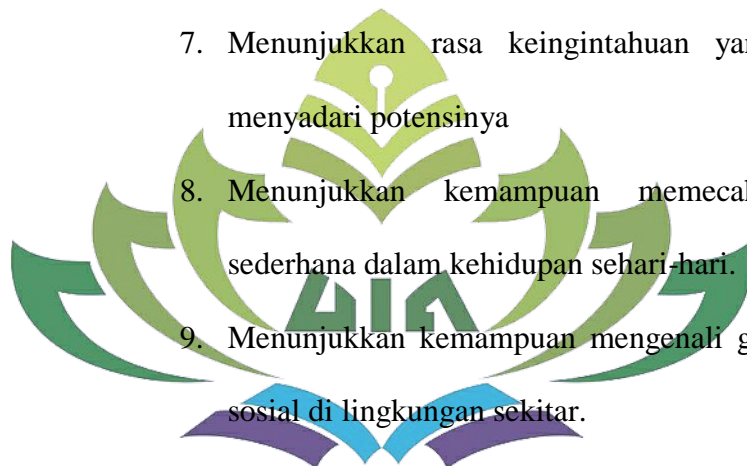 7. Menunjukkan rasa keingintahuan
menyadari potensinya
8. Menunjukkan kemampuan
sederhana dalam kehidupan sehari-hari.
UIN
9. Menunjukkan kemampuan mengenali
sosial di lingkungan sekitar.